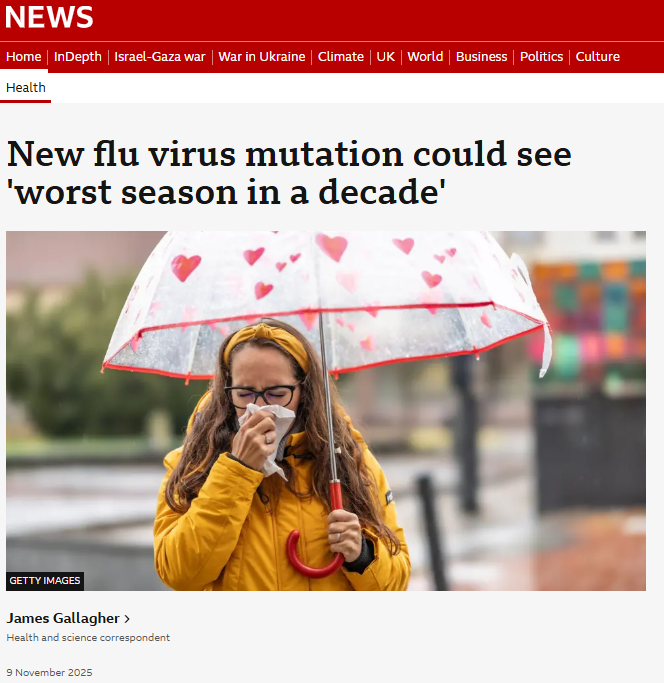 NEWS
Home InDepth Israel-Gaza war War in Ukraine Climate UK World Business Politics Culture
Health
New flu virus mutation could see
'worst season in a decade'
GETTY IMAGES
James Gallagher
Health and science correspondent
9 November 2025